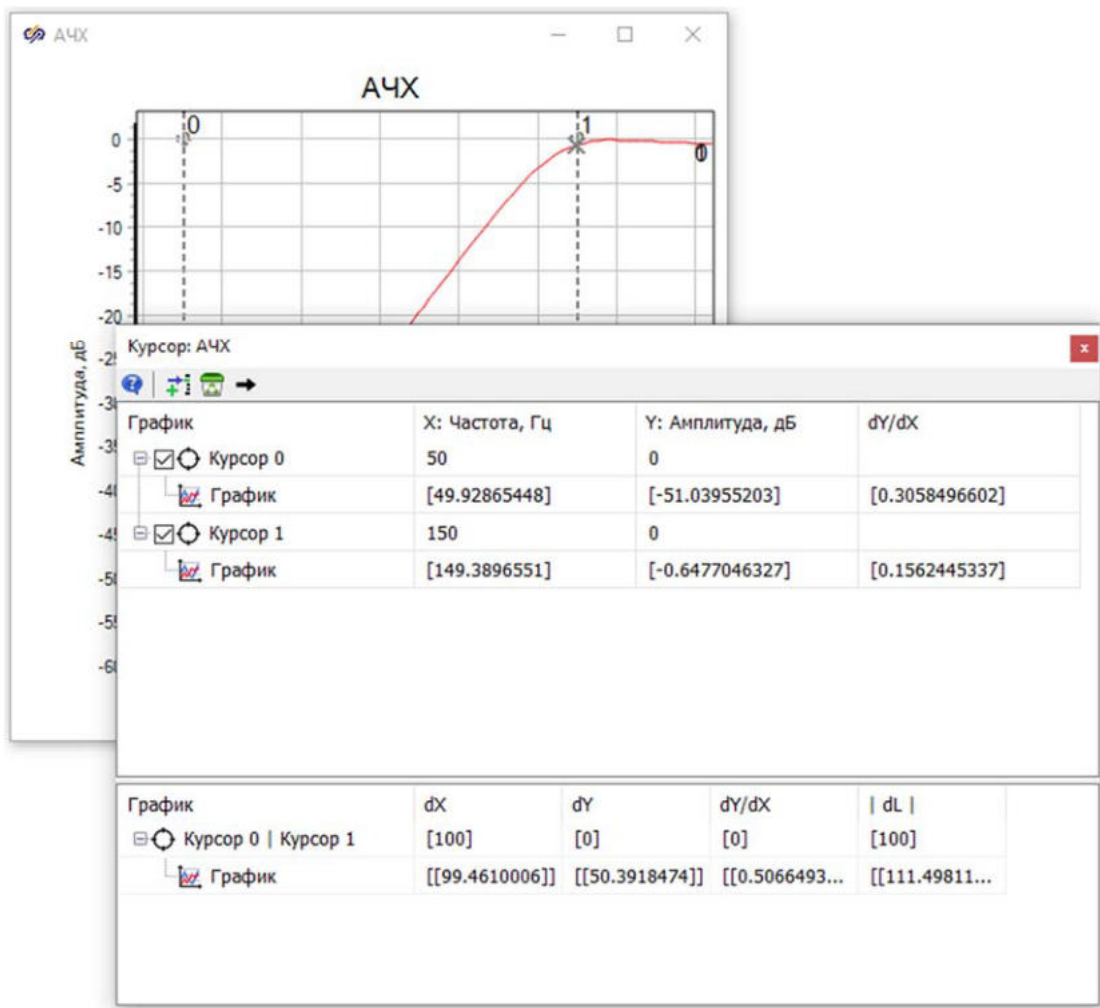 АЧХ
АЧХ
0
1
0
-5
-10
-15
-20
Амплитуда, дБ
Курсор: АЧХ
График X: Частота, Гц Y: Амплитуда, дБ dY/dX
Курсор 0 50 0
График [49.92865448] [-51.03955203] [0.3058496602]
Курсор 1 150 0
График [149.3896551] [-0.6477046327] [0.1562445337]
График dX dY dY/dX | dL |
Курсор 0 | Курсор 1 [100] [0] [0] [100]
График [[99.4610006]] [[50.3918474]] [[0.5066493... [[111.49811...